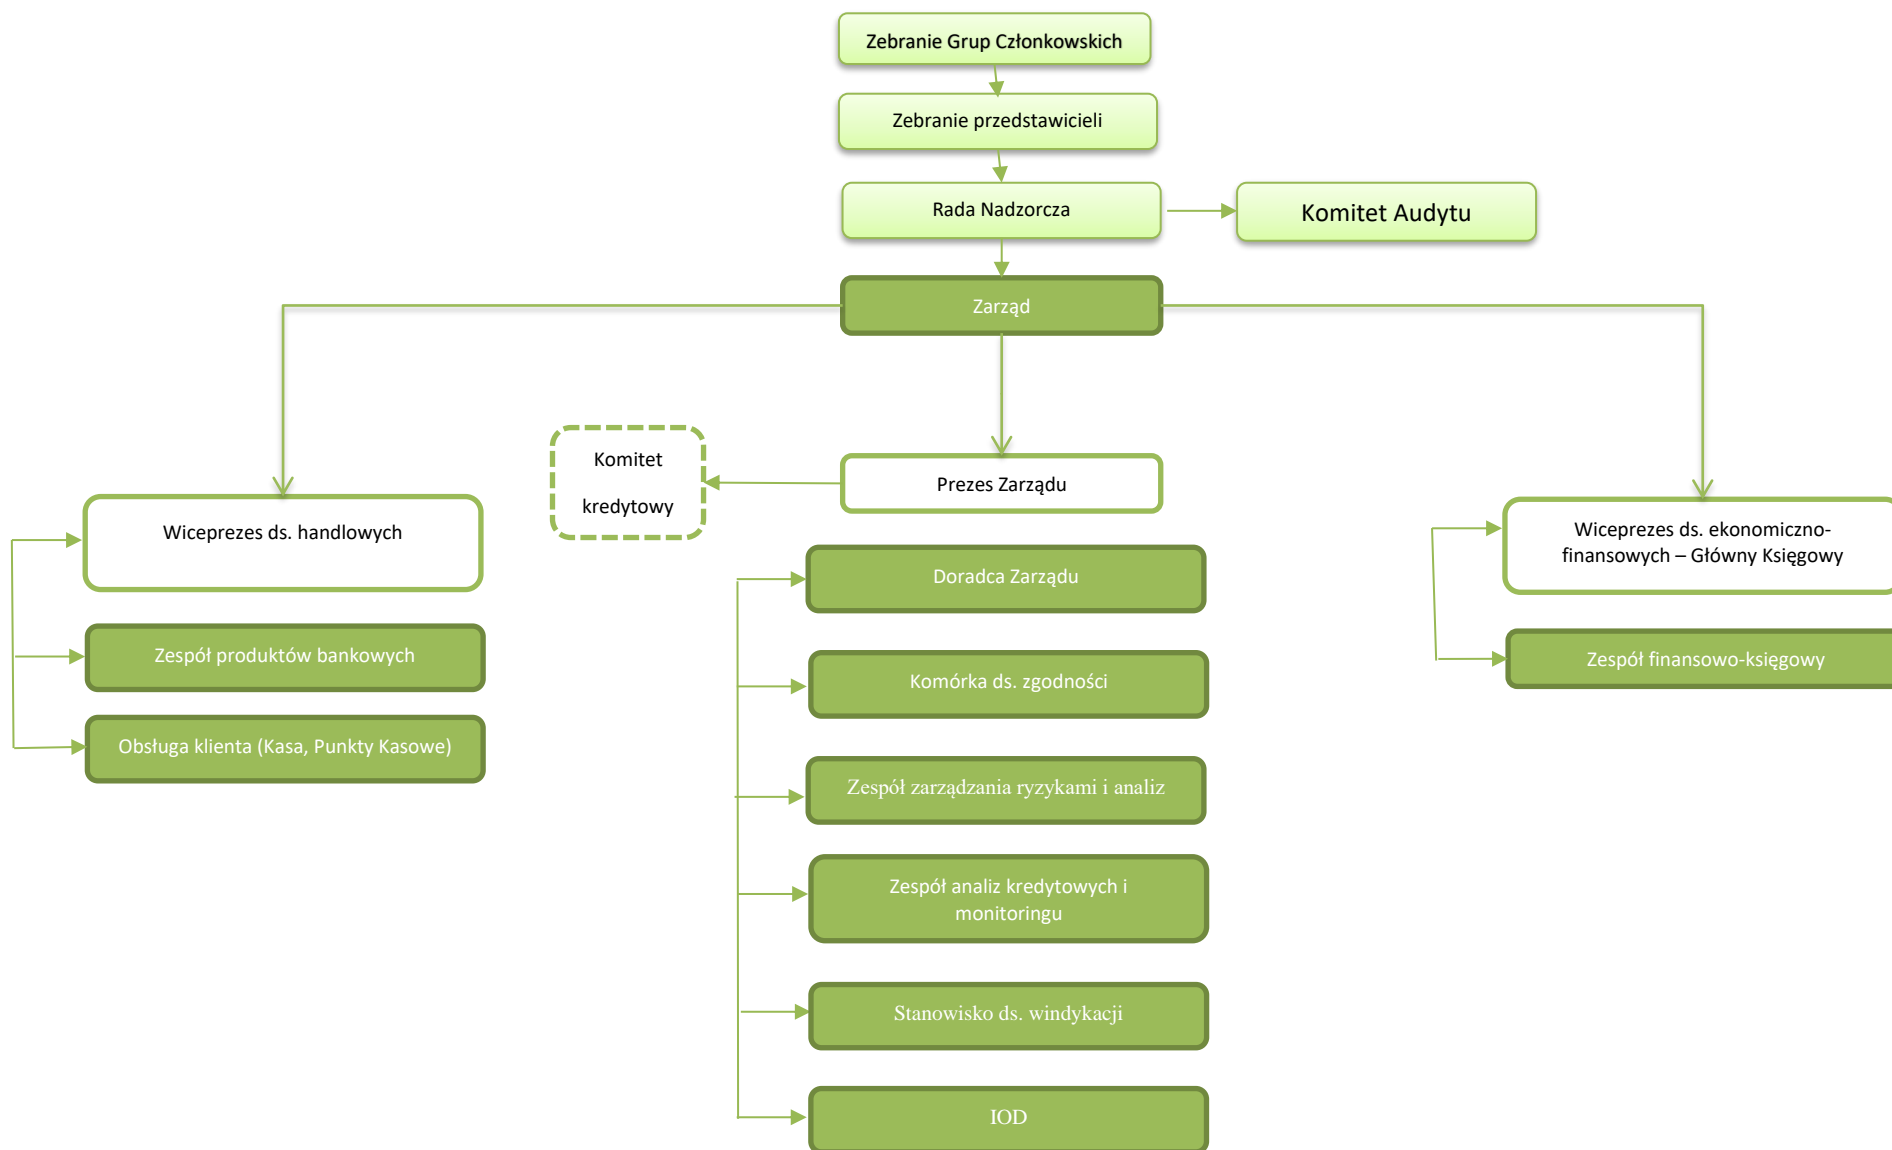 Zebranie Grup Członkowskich
Zebranie przedstawicieli
Rada Nadzorcza
Komitet Audytu
Zarząd
Komitet
kredytowy
Prezes Zarządu
Wiceprezes ds. handlowych
Zespół produktów bankowych
Obsługa klienta (Kasa, Punkty Kasowe)
Doradca Zarządu
Komórka ds. zgodności
Zespół zarządzania ryzykami i analiz
Zespół analiz kredytowych i
monitoringu
Stanowisko ds. windykacji
IOD
Wiceprezes ds. ekonomiczno-
finansowych – Główny Księgowy
Zespół finansowo-księgowy